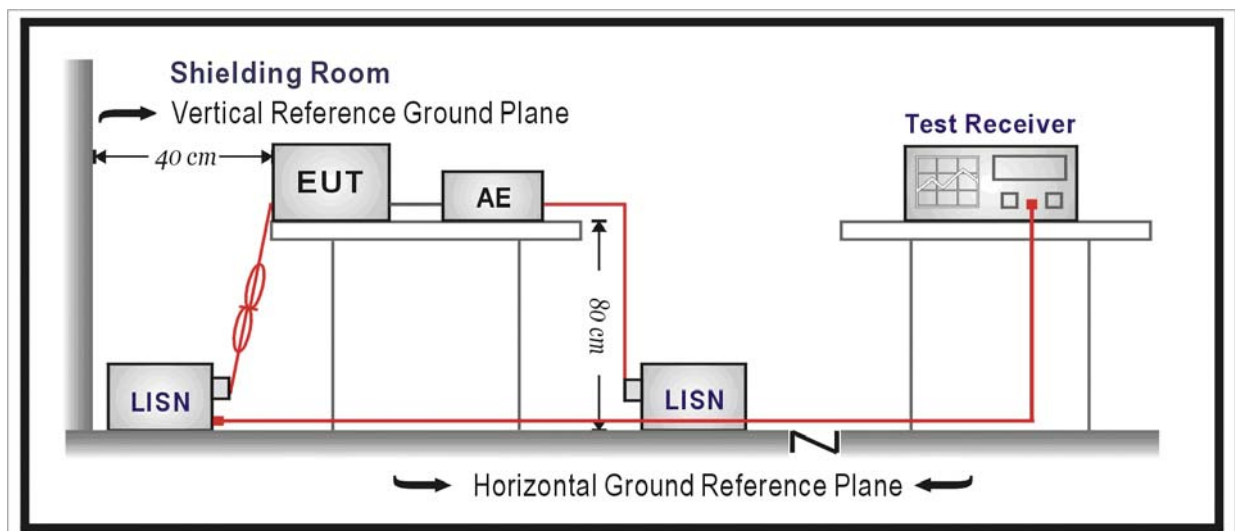 Shielding Room
Vertical Reference Ground Plane
Test Receiver
40 cm
EUT
AE
80 cm
LISN
LISN
Horizontal Ground Reference Plane